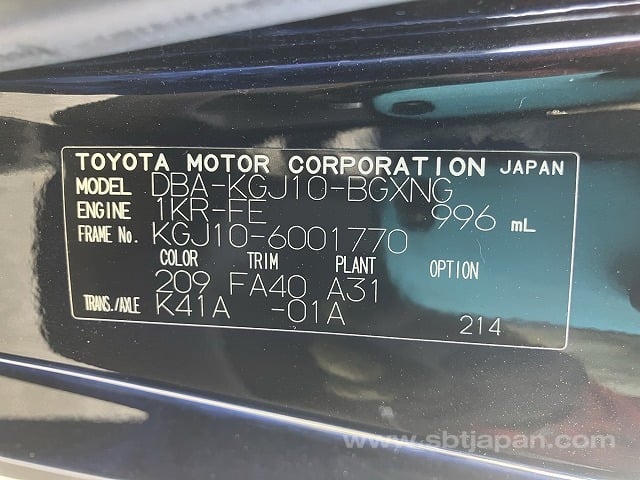 TOYOTA MOTOR CORPORATION JAPAN
MODEL DBA-KGJ10-BGXNG
ENGINE 1KR-FE 996 mL
FRAME No. KGJ10-6001770
COLOR TRIM PLANT OPTION
209 FA40 A31
TRANS./AXLE K41A -01A
214
www.sbtjapan.com